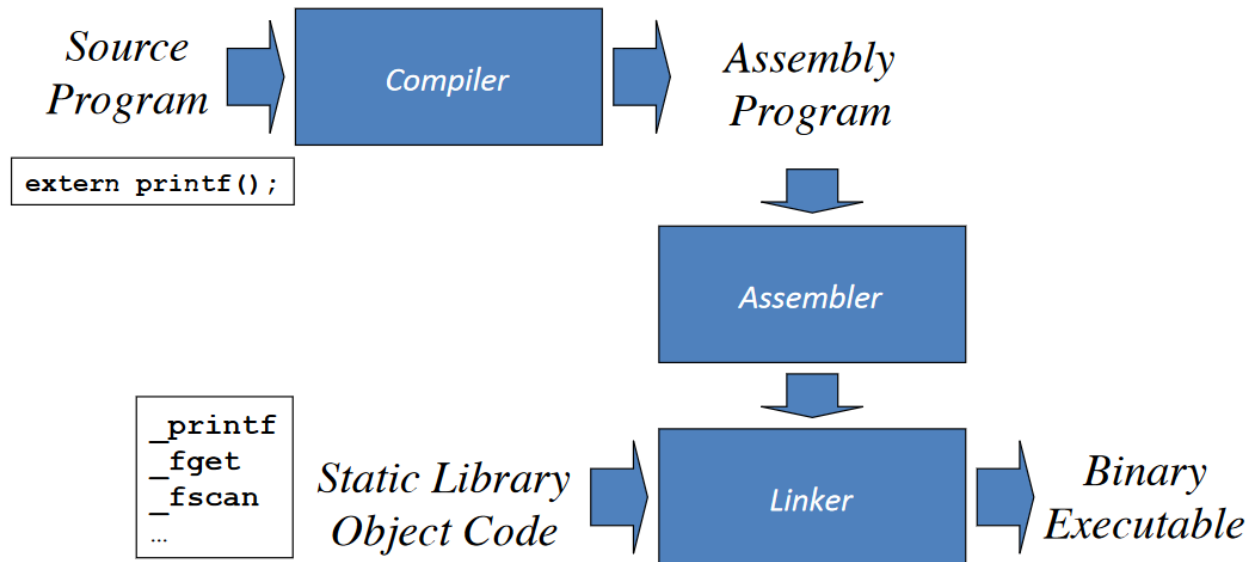 Source
Program
Compiler
Assembly
Program
extern printf();
Assembler
_printf
_fget
_fscan
...
Static Library
Object Code
Linker
Binary
Executable